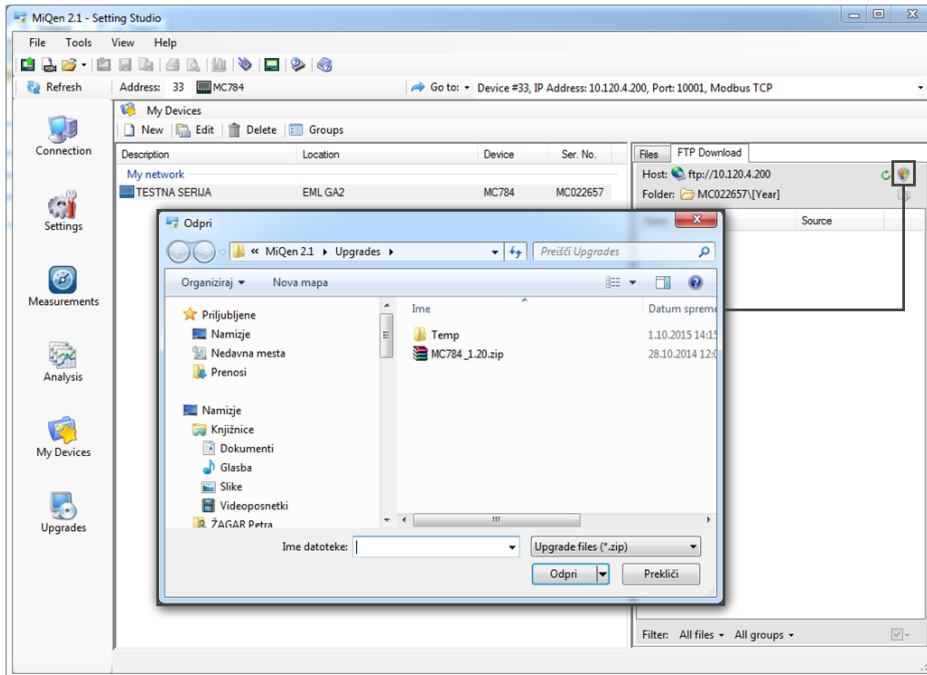 MiQen 2.1 - Setting Studio
File Tools View Help
Refresh Address: 33 MC784 Go to: Device #33, IP Address: 10.120.4.200, Port: 10001, Modbus TCP
My Devices
New Edit Delete Groups
Description Location Device Ser. No.
My network
TESTNA SERIJA EML GA2 MC784 MC022657
Connection
Settings
Measurements
Analysis
My Devices
Upgrades
Files FTP Download
Host: ftp://10.120.4.200
Folder: MC022657\[Year]
Source
Odpri
« MiQen 2.1 Upgrades
Preišči Upgrades
Organiziraj Nova mapa
Priljubljene
Namizje
Nedavna mesta
Prenosi
Namizje
Knjižnice
Dokumenti
Glasba
Slike
Videoposnetki
ŽAGAR Petra
Ime Datum spreme
Temp 1.10.2015 14:15
MC784_1.20.zip 28.10.2014 12:0
Ime datoteke: Upgrade files (*.zip)
Odpri Prekliči
Filter: All files All groups